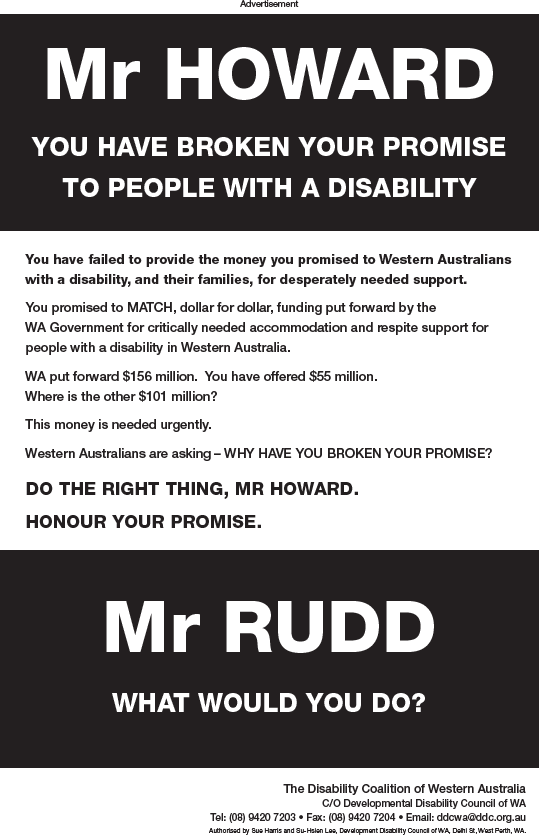 Advertisement
Mr HOWARD
YOU HAVE BROKEN YOUR PROMISE
TO PEOPLE WITH A DISABILITY
You have failed to provide the money you promised to Western Australians
with a disability, and their families, for desperately needed support.
You promised to MATCH, dollar for dollar, funding put forward by the
WA Government for critically needed accommodation and respite support for
people with a disability in Western Australia.
WA put forward $156 million.  You have offered $55 million.
Where is the other $101 million?
This money is needed urgently.
Western Australians are asking – WHY HAVE YOU BROKEN YOUR PROMISE?
DO THE RIGHT THING, MR HOWARD.
HONOUR YOUR PROMISE.
Mr RUDD
WHAT WOULD YOU DO?
The Disability Coalition of Western Australia
C/O Developmental Disability Council of WA
Tel: (08) 9420 7203 • Fax: (08) 9420 7204 • Email: ddcwa@ddc.org.au
Authorised by Sue Harris and Su-Hsien Lee, Development Disability Council of WA, Delhi St, West Perth, WA.